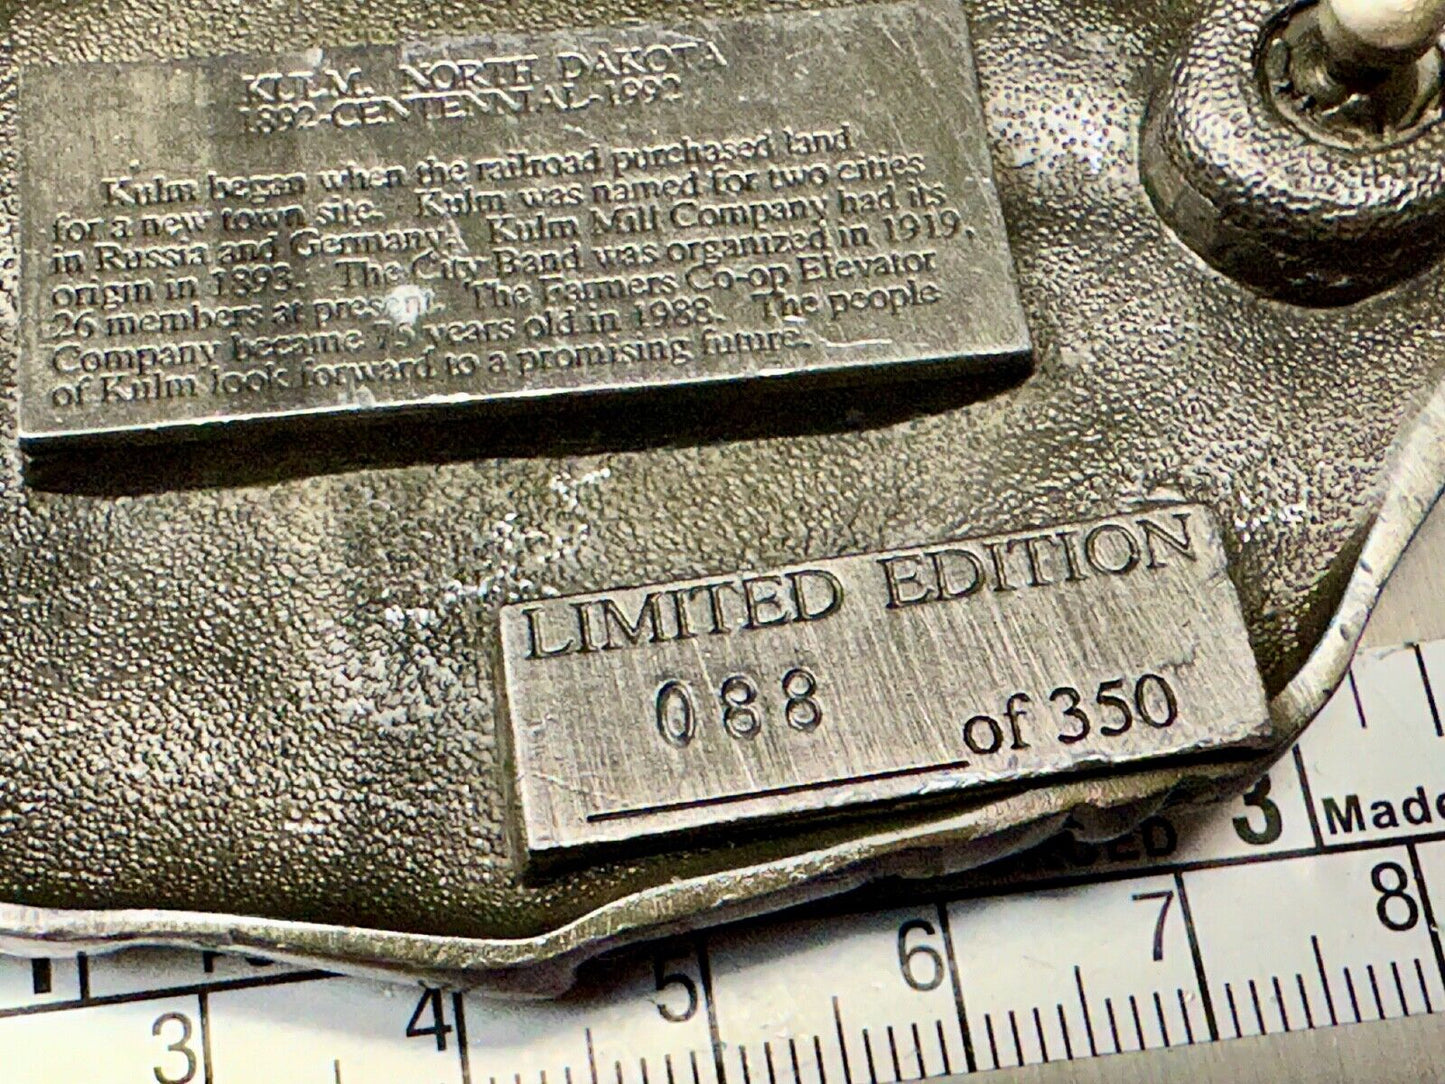 KULM, NORTH DAKOTA
1892-CENTENNIAL-1992
Kulm began when the railroad purchased land
for a new town site. Kulm was named for two cities
in Russia and Germany. Kulm Mill Company had its
origin in 1893. The City Band was organized in 1919,
26 members at present. The Farmers Co-op Elevator
Company became 75 years old in 1988. The people
of Kulm look forward to a promising future.
LIMITED EDITION
088 of 350
3 Made
3 4 5 6 7 8